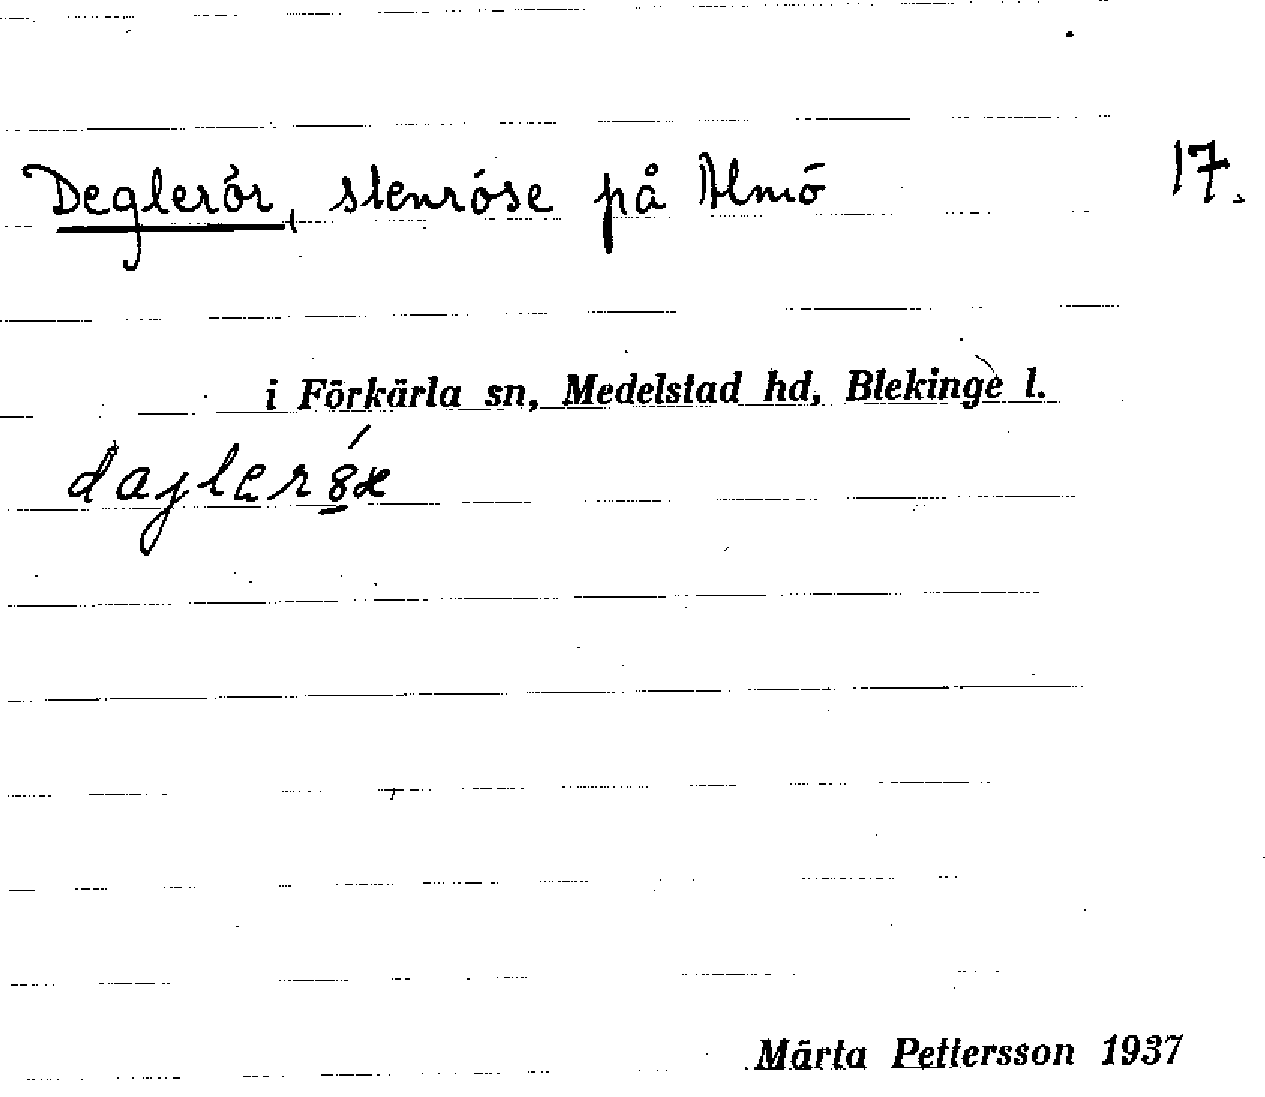 Deglerör, stenröse på Almö 17.
i Förkärla sn, Medelstad hd, Blekinge l.
Märta Pettersson 1937